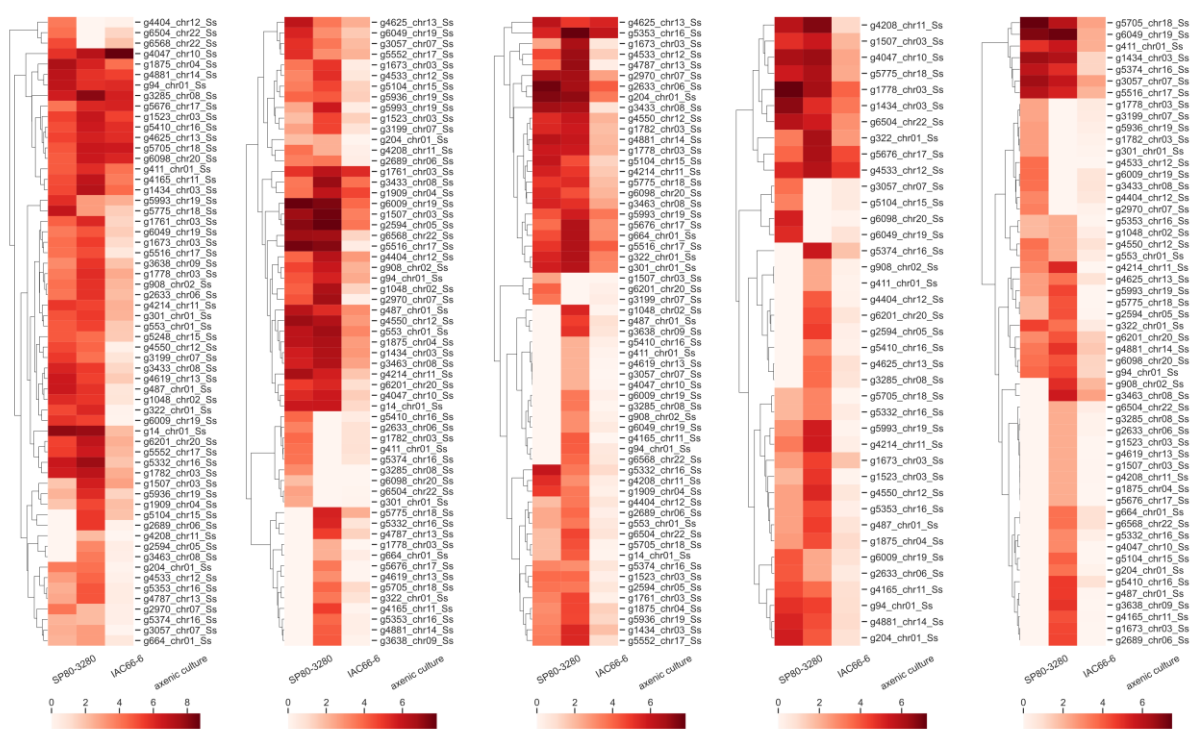 g4404_chr12_Ss
g6504_chr22_Ss
g6568_chr22_Ss
g4047_chr10_Ss
g1875_chr04_Ss
g4881_chr14_Ss
g94_chr01_Ss
g3285_chr08_Ss
g5676_chr17_Ss
g1523_chr03_Ss
g5410_chr16_Ss
g4625_chr13_Ss
g5705_chr18_Ss
g6098_chr20_Ss
g411_chr01_Ss
g4165_chr11_Ss
g1434_chr03_Ss
g5993_chr19_Ss
g5775_chr18_Ss
g1761_chr03_Ss
g6049_chr19_Ss
g1673_chr03_Ss
g5516_chr17_Ss
g3638_chr09_Ss
g1778_chr03_Ss
g908_chr02_Ss
g2633_chr06_Ss
g4214_chr11_Ss
g301_chr01_Ss
g553_chr01_Ss
g5248_chr15_Ss
g4550_chr12_Ss
g3199_chr07_Ss
g3433_chr08_Ss
g4619_chr13_Ss
g487_chr01_Ss
g1048_chr02_Ss
g322_chr01_Ss
g6009_chr19_Ss
g14_chr01_Ss
g6201_chr20_Ss
g5552_chr17_Ss
g5332_chr16_Ss
g1782_chr03_Ss
g1507_chr03_Ss
g5936_chr19_Ss
g1909_chr04_Ss
g5104_chr15_Ss
g2689_chr06_Ss
g4208_chr11_Ss
g2594_chr05_Ss
g3463_chr08_Ss
g204_chr01_Ss
g4533_chr12_Ss
g5353_chr16_Ss
g4787_chr13_Ss
g2970_chr07_Ss
g5374_chr16_Ss
g3057_chr07_Ss
g664_chr01_Ss
SP80-3280
IAC66-6
axenic culture
0 2 4 6 8
g4625_chr13_Ss
g6049_chr19_Ss
g3057_chr07_Ss
g5552_chr17_Ss
g1673_chr03_Ss
g4533_chr12_Ss
g5104_chr15_Ss
g5936_chr19_Ss
g5993_chr19_Ss
g1523_chr03_Ss
g3199_chr07_Ss
g204_chr01_Ss
g4208_chr11_Ss
g2689_chr06_Ss
g1761_chr03_Ss
g3433_chr08_Ss
g1909_chr04_Ss
g6009_chr19_Ss
g1507_chr03_Ss
g2594_chr05_Ss
g6568_chr22_Ss
g5516_chr17_Ss
g4404_chr12_Ss
g908_chr02_Ss
g94_chr01_Ss
g1048_chr02_Ss
g2970_chr07_Ss
g487_chr01_Ss
g4550_chr12_Ss
g553_chr01_Ss
g1875_chr04_Ss
g1434_chr03_Ss
g3463_chr08_Ss
g4214_chr11_Ss
g6201_chr20_Ss
g4047_chr10_Ss
g14_chr01_Ss
g5410_chr16_Ss
g2633_chr06_Ss
g1782_chr03_Ss
g411_chr01_Ss
g5374_chr16_Ss
g3285_chr08_Ss
g6098_chr20_Ss
g6504_chr22_Ss
g301_chr01_Ss
g5775_chr18_Ss
g5332_chr16_Ss
g4787_chr13_Ss
g1778_chr03_Ss
g664_chr01_Ss
g5676_chr17_Ss
g4619_chr13_Ss
g5705_chr18_Ss
g322_chr01_Ss
g4165_chr11_Ss
g5353_chr16_Ss
g4881_chr14_Ss
g3638_chr09_Ss
SP80-3280
IAC66-6
axenic culture
0 2 4 6
g4625_chr13_Ss
g5353_chr16_Ss
g1673_chr03_Ss
g4533_chr12_Ss
g4787_chr13_Ss
g2970_chr07_Ss
g2633_chr06_Ss
g204_chr01_Ss
g3433_chr08_Ss
g4550_chr12_Ss
g1782_chr03_Ss
g4881_chr14_Ss
g1778_chr03_Ss
g5104_chr15_Ss
g4214_chr11_Ss
g5775_chr18_Ss
g6098_chr20_Ss
g3463_chr08_Ss
g5993_chr19_Ss
g5676_chr17_Ss
g664_chr01_Ss
g5516_chr17_Ss
g322_chr01_Ss
g301_chr01_Ss
g1507_chr03_Ss
g6201_chr20_Ss
g3199_chr07_Ss
g1048_chr02_Ss
g487_chr01_Ss
g3638_chr09_Ss
g5410_chr16_Ss
g411_chr01_Ss
g4619_chr13_Ss
g3057_chr07_Ss
g4047_chr10_Ss
g6009_chr19_Ss
g3285_chr08_Ss
g908_chr02_Ss
g6049_chr19_Ss
g4165_chr11_Ss
g94_chr01_Ss
g6568_chr22_Ss
g5332_chr16_Ss
g4208_chr11_Ss
g1909_chr04_Ss
g4404_chr12_Ss
g2689_chr06_Ss
g553_chr01_Ss
g6504_chr22_Ss
g5705_chr18_Ss
g14_chr01_Ss
g5374_chr16_Ss
g1523_chr03_Ss
g2594_chr05_Ss
g1761_chr03_Ss
g1875_chr04_Ss
g5936_chr19_Ss
g1434_chr03_Ss
g5552_chr17_Ss
SP80-3280
IAC66-6
axenic culture
0 2 4 6
g4208_chr11_Ss
g1507_chr03_Ss
g4047_chr10_Ss
g5775_chr18_Ss
g1778_chr03_Ss
g1434_chr03_Ss
g6504_chr22_Ss
g322_chr01_Ss
g5676_chr17_Ss
g4533_chr12_Ss
g3057_chr07_Ss
g5104_chr15_Ss
g6098_chr20_Ss
g6049_chr19_Ss
g5374_chr16_Ss
g908_chr02_Ss
g411_chr01_Ss
g4404_chr12_Ss
g6201_chr20_Ss
g2594_chr05_Ss
g5410_chr16_Ss
g4625_chr13_Ss
g3285_chr08_Ss
g5705_chr18_Ss
g5332_chr16_Ss
g5993_chr19_Ss
g4214_chr11_Ss
g1673_chr03_Ss
g1523_chr03_Ss
g4550_chr12_Ss
g5353_chr16_Ss
g487_chr01_Ss
g1875_chr04_Ss
g6009_chr19_Ss
g2633_chr06_Ss
g4165_chr11_Ss
g94_chr01_Ss
g4881_chr14_Ss
g204_chr01_Ss
SP80-3280
IAC66-6
axenic culture
0 2 4 6
g5705_chr18_Ss
g6049_chr19_Ss
g411_chr01_Ss
g1434_chr03_Ss
g5374_chr16_Ss
g3057_chr07_Ss
g5516_chr17_Ss
g1778_chr03_Ss
g3199_chr07_Ss
g5936_chr19_Ss
g1782_chr03_Ss
g301_chr01_Ss
g4533_chr12_Ss
g6009_chr19_Ss
g3433_chr08_Ss
g4404_chr12_Ss
g2970_chr07_Ss
g5353_chr16_Ss
g1048_chr02_Ss
g4550_chr12_Ss
g553_chr01_Ss
g4214_chr11_Ss
g4625_chr13_Ss
g5993_chr19_Ss
g5775_chr18_Ss
g2594_chr05_Ss
g322_chr01_Ss
g6201_chr20_Ss
g4881_chr14_Ss
g6098_chr20_Ss
g94_chr01_Ss
g908_chr02_Ss
g3463_chr08_Ss
g6504_chr22_Ss
g3285_chr08_Ss
g2633_chr06_Ss
g1523_chr03_Ss
g4619_chr13_Ss
g1507_chr03_Ss
g4208_chr11_Ss
g1875_chr04_Ss
g5676_chr17_Ss
g664_chr01_Ss
g6568_chr22_Ss
g5332_chr16_Ss
g4047_chr10_Ss
g5104_chr15_Ss
g204_chr01_Ss
g5410_chr16_Ss
g487_chr01_Ss
g3638_chr09_Ss
g4165_chr11_Ss
g1673_chr03_Ss
g2689_chr06_Ss
SP80-3280
IAC66-6
axenic culture
0 2 4 6